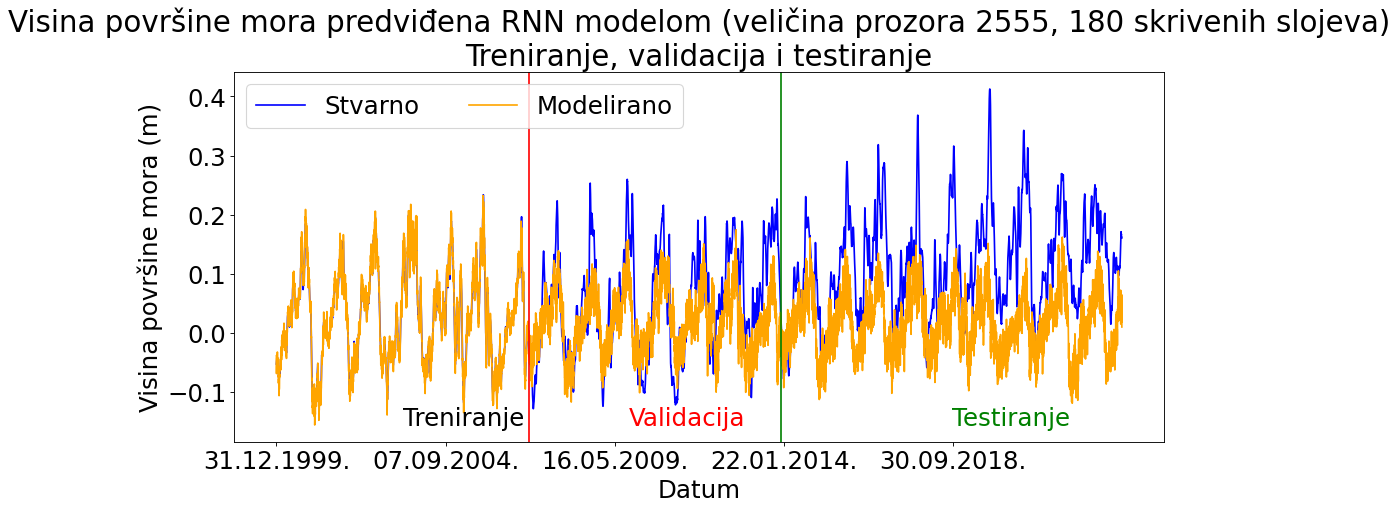 Visina površine mora predviđena RNN modelom (veličina prozora 2555, 180 skrivenih slojeva)
Treniranje, validacija i testiranje
Stvarno Modelirano
Visina površine mora (m)
0.4
0.3
0.2
0.1
0.0
−0.1
Treniranje Validacija Testiranje
31.12.1999. 07.09.2004. 16.05.2009. 22.01.2014. 30.09.2018.
Datum